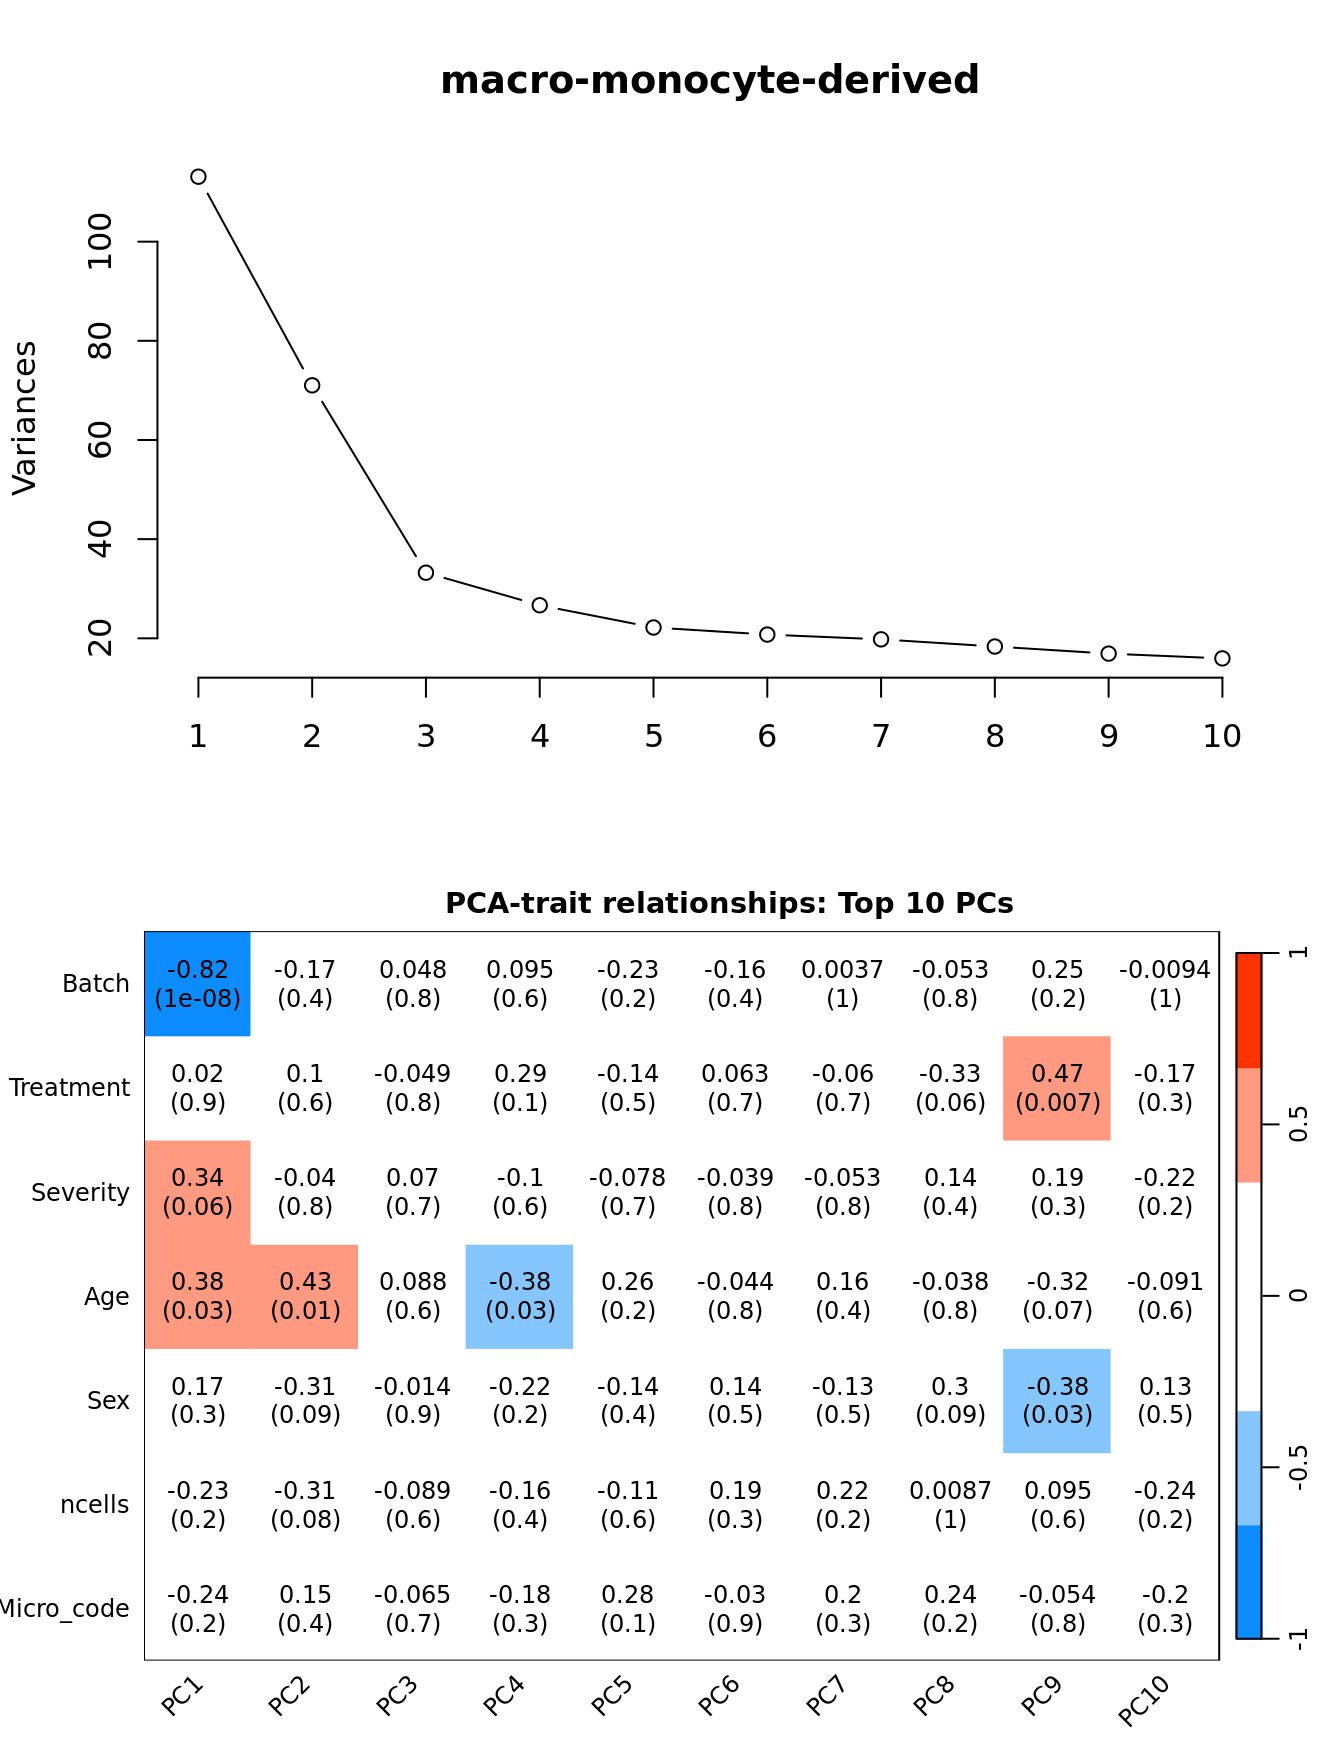 macro-monocyte-derived
Variances
100
80
60
40
20
1 2 3 4 5 6 7 8 9 10
PCA-trait relationships: Top 10 PCs
Batch
-0.82 -0.17 0.048 0.095 -0.23 -0.16 0.0037 -0.053 0.25 -0.0094
(1e-08) (0.4) (0.8) (0.6) (0.2) (0.4) (1) (0.8) (0.2) (1)
Treatment
0.02 0.1 -0.049 0.29 -0.14 0.063 -0.06 -0.33 0.47 -0.17
(0.9) (0.6) (0.8) (0.1) (0.5) (0.7) (0.7) (0.06) (0.007) (0.3)
Severity
0.34 -0.04 0.07 -0.1 -0.078 -0.039 -0.053 0.14 0.19 -0.22
(0.06) (0.8) (0.7) (0.6) (0.7) (0.8) (0.8) (0.4) (0.3) (0.2)
Age
0.38 0.43 0.088 -0.38 0.26 -0.044 0.16 -0.038 -0.32 -0.091
(0.03) (0.01) (0.6) (0.03) (0.2) (0.8) (0.4) (0.8) (0.07) (0.6)
Sex
0.17 -0.31 -0.014 -0.22 -0.14 0.14 -0.13 0.3 -0.38 0.13
(0.3) (0.09) (0.9) (0.2) (0.4) (0.5) (0.5) (0.09) (0.03) (0.5)
ncells
-0.23 -0.31 -0.089 -0.16 -0.11 0.19 0.22 0.0087 0.095 -0.24
(0.2) (0.08) (0.6) (0.4) (0.6) (0.3) (0.2) (1) (0.6) (0.2)
Micro_code
-0.24 0.15 -0.065 -0.18 0.28 -0.03 0.2 0.24 -0.054 -0.2
(0.2) (0.4) (0.7) (0.3) (0.1) (0.9) (0.3) (0.2) (0.8) (0.3)
PC1 PC2 PC3 PC4 PC5 PC6 PC7 PC8 PC9 PC10
1
0.5
0
-0.5
-1